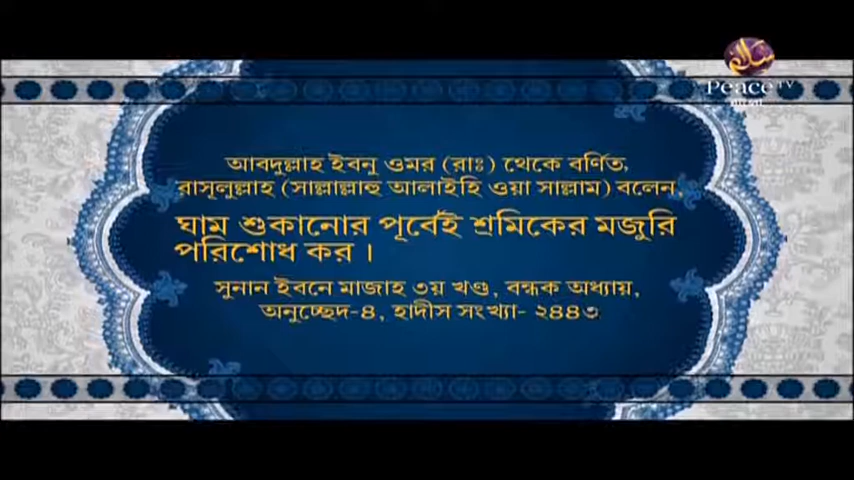 سلام
Peace TV
বাংলা
আবদুল্লাহ ইবনু ওমর (রাঃ) থেকে বর্ণিত,
রাসূলুল্লাহ (সাল্লাল্লাহু আলাইহি ওয়া সাল্লাম) বলেন,
ঘাম শুকানোর পূর্বেই শ্রমিকের মজুরি
পরিশোধ কর ।
সুনান ইবনে মাজাহ ৩য় খণ্ড, বন্ধক অধ্যায়,
অনুচ্ছেদ-৪, হাদীস সংখ্যা- ২৪৪৩